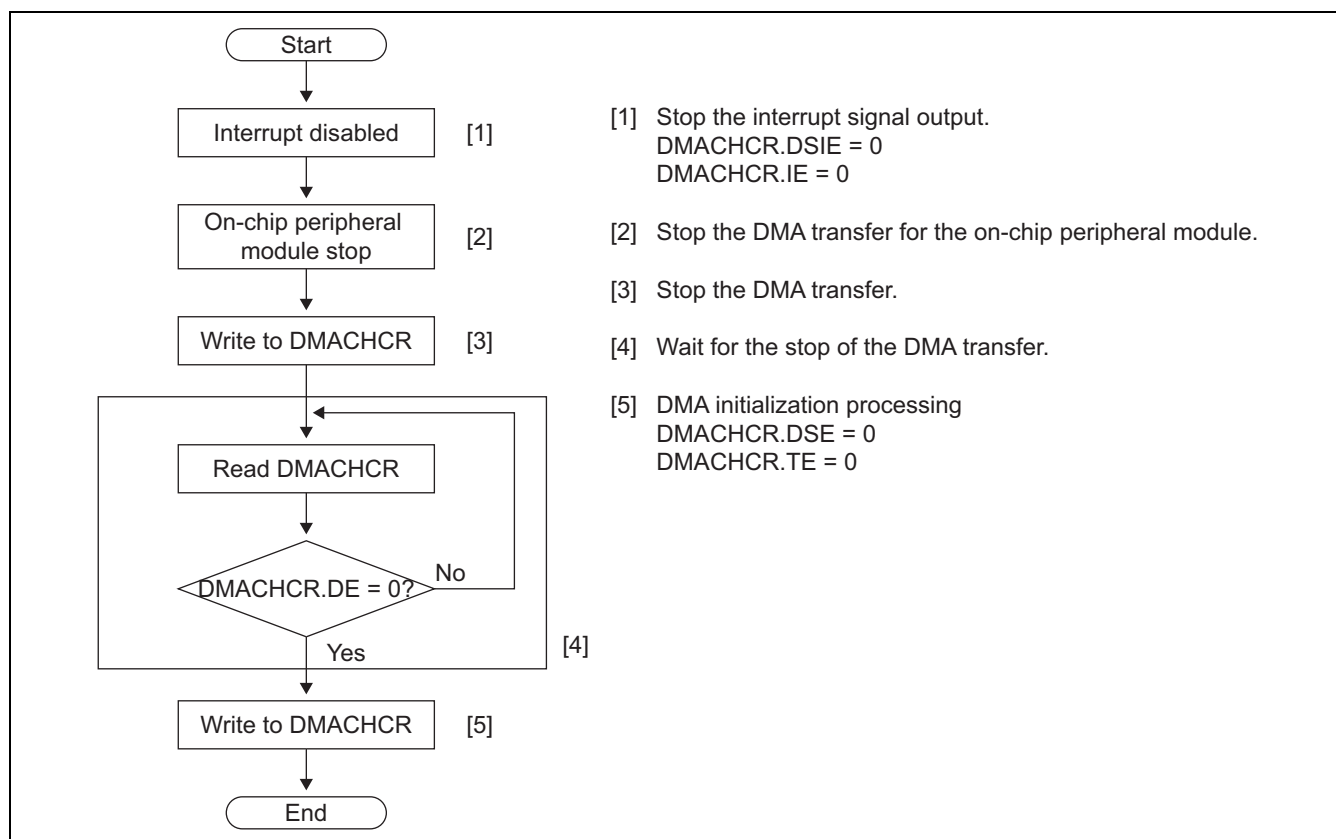 Start
Interrupt disabled [1]
On-chip peripheral
module stop
[2]
Write to DMACHCR [3]
Read DMACHCR
DMACHCR.DE = 0?
No
Yes
[4]
Write to DMACHCR [5]
End
[1] Stop the interrupt signal output.
DMACHCR.DSIE = 0
DMACHCR.IE = 0
[2] Stop the DMA transfer for the on-chip peripheral module.
[3] Stop the DMA transfer.
[4] Wait for the stop of the DMA transfer.
[5] DMA initialization processing
DMACHCR.DSE = 0
DMACHCR.TE = 0